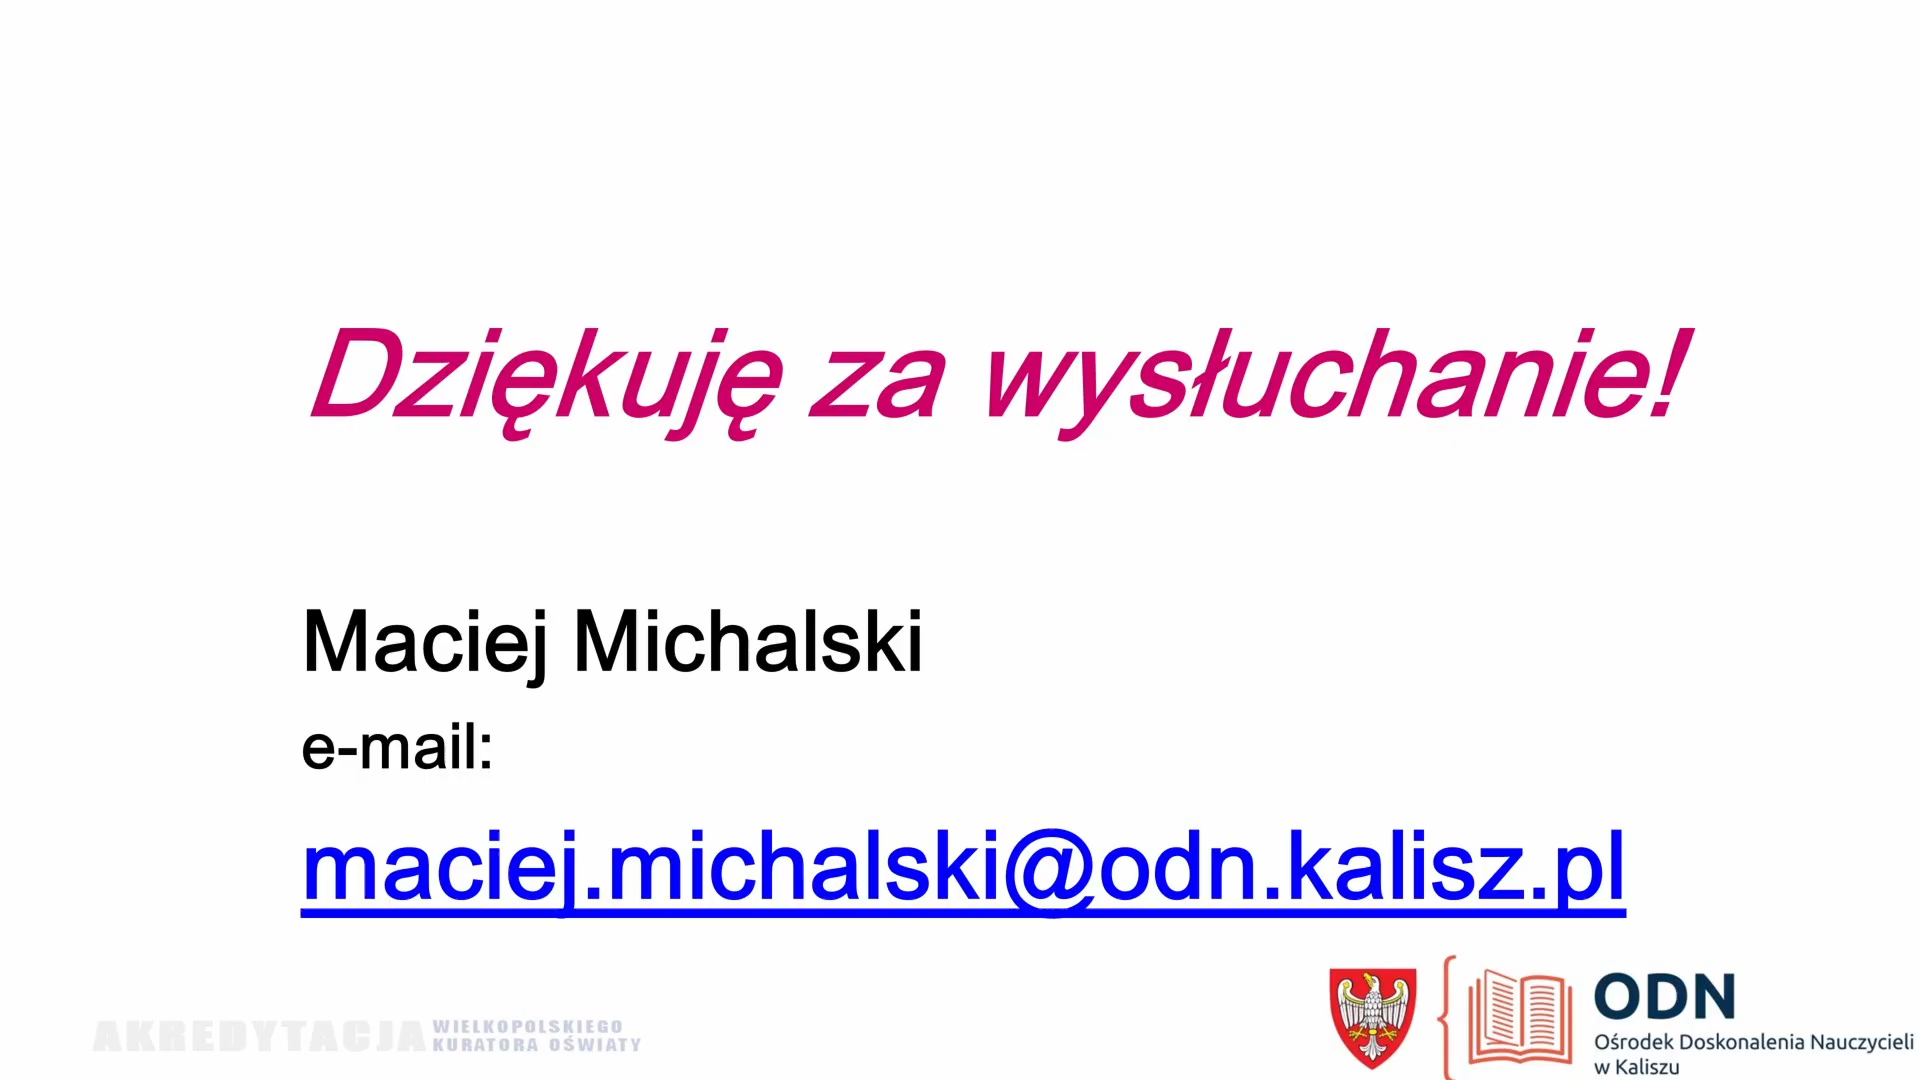 Dziękuję za wysłuchanie!
Maciej Michalski
e-mail:
maciej.michalski@odn.kalisz.pl
AKREDYTACJA
WIELKOPOLSKIEGO
KURATORA OŚWIATY
ODN
Ośrodek Doskonalenia Nauczycieli
w Kaliszu